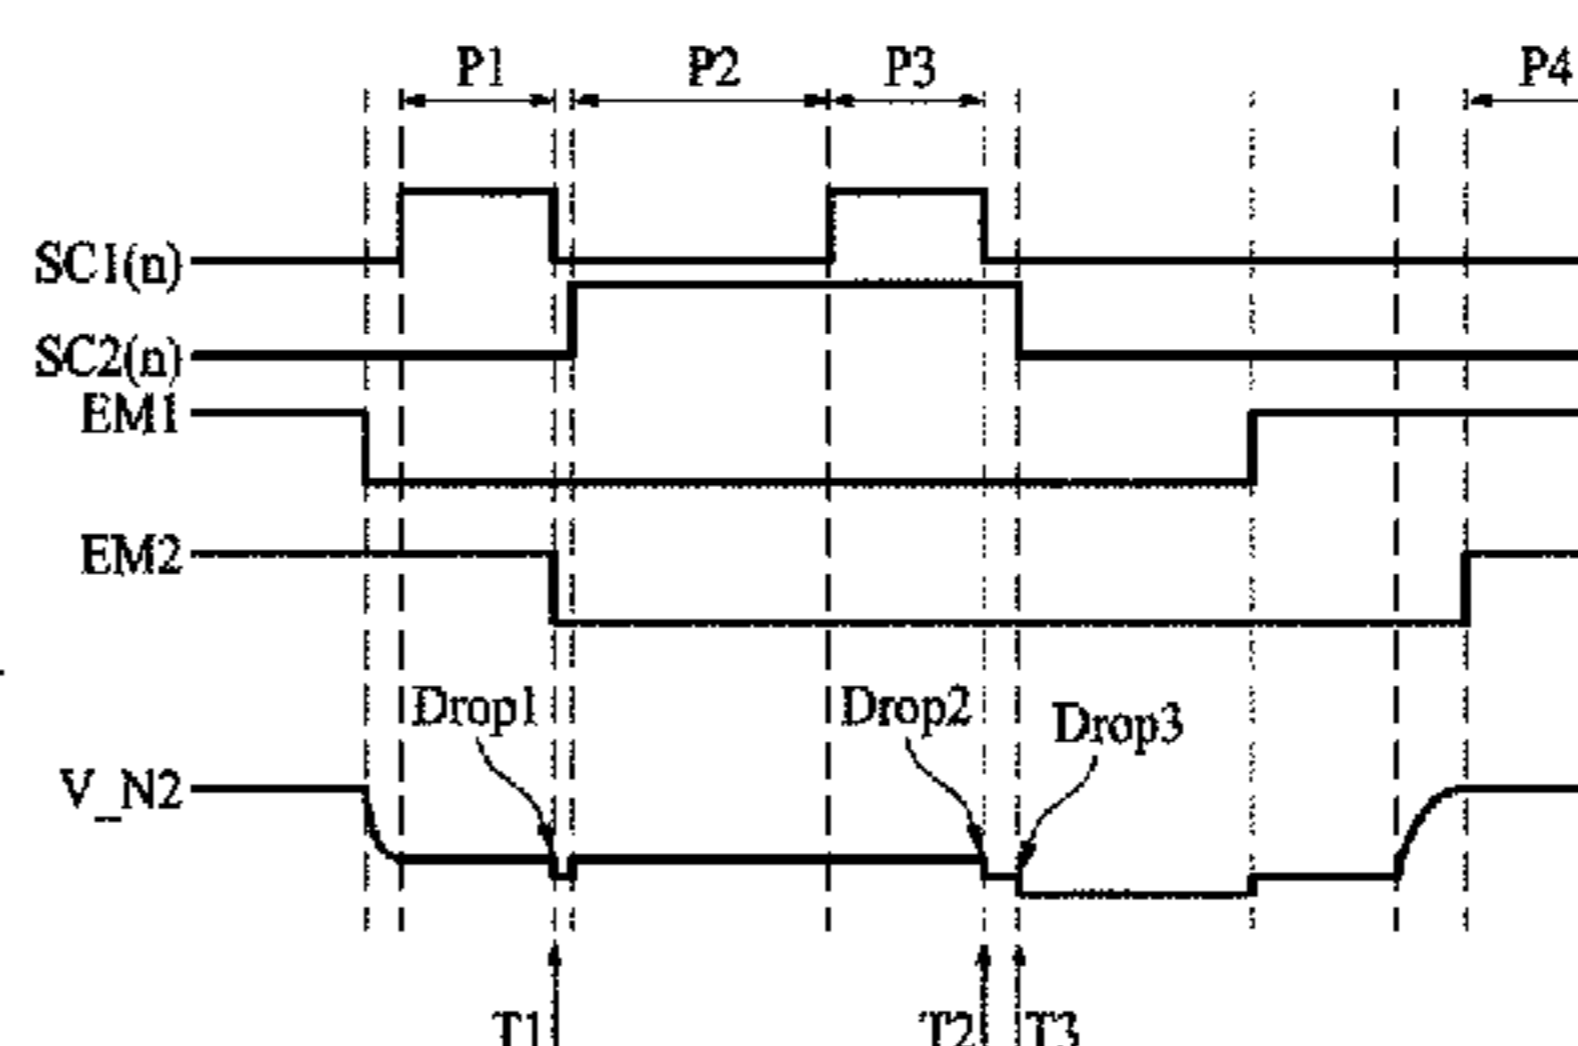 P1 P2 P3 P4
SC1(n)
SC2(n)
EM1
EM2
Drop1 Drop2 Drop3
V_N2
T1 T2 T3